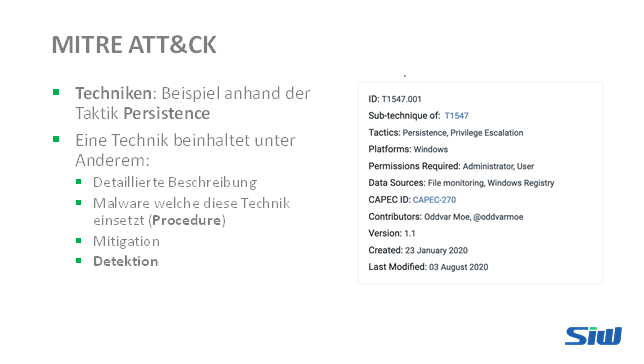 MITRE ATT&CK
Techniken: Beispiel anhand der
Taktik Persistence
Eine Technik beinhaltet unter
Anderem:
Detaillierte Beschreibung
Malware welche diese Technik
einsetzt (Procedure)
Mitigation
Detektion
ID: T1547.001
Sub-technique of: T1547
Tactics: Persistence, Privilege Escalation
Platforms: Windows
Permissions Required: Administrator, User
Data Sources: File monitoring, Windows Registry
CAPEC ID: CAPEC-270
Contributors: Oddvar Moe, @oddvarmoe
Version: 1.1
Created: 23 January 2020
Last Modified: 03 August 2020
SIW